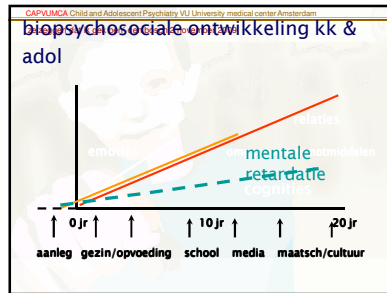 CAPVUMCA Child and Adolescent Psychiatry VU University medical center Amsterdam
biopsychosociale ontwikkeling kk &
adol
relaties
mentale
retardatie
cognities
0 jr 10 jr 20 jr
aanleg gezin/opvoeding school media maatsch/cultuur